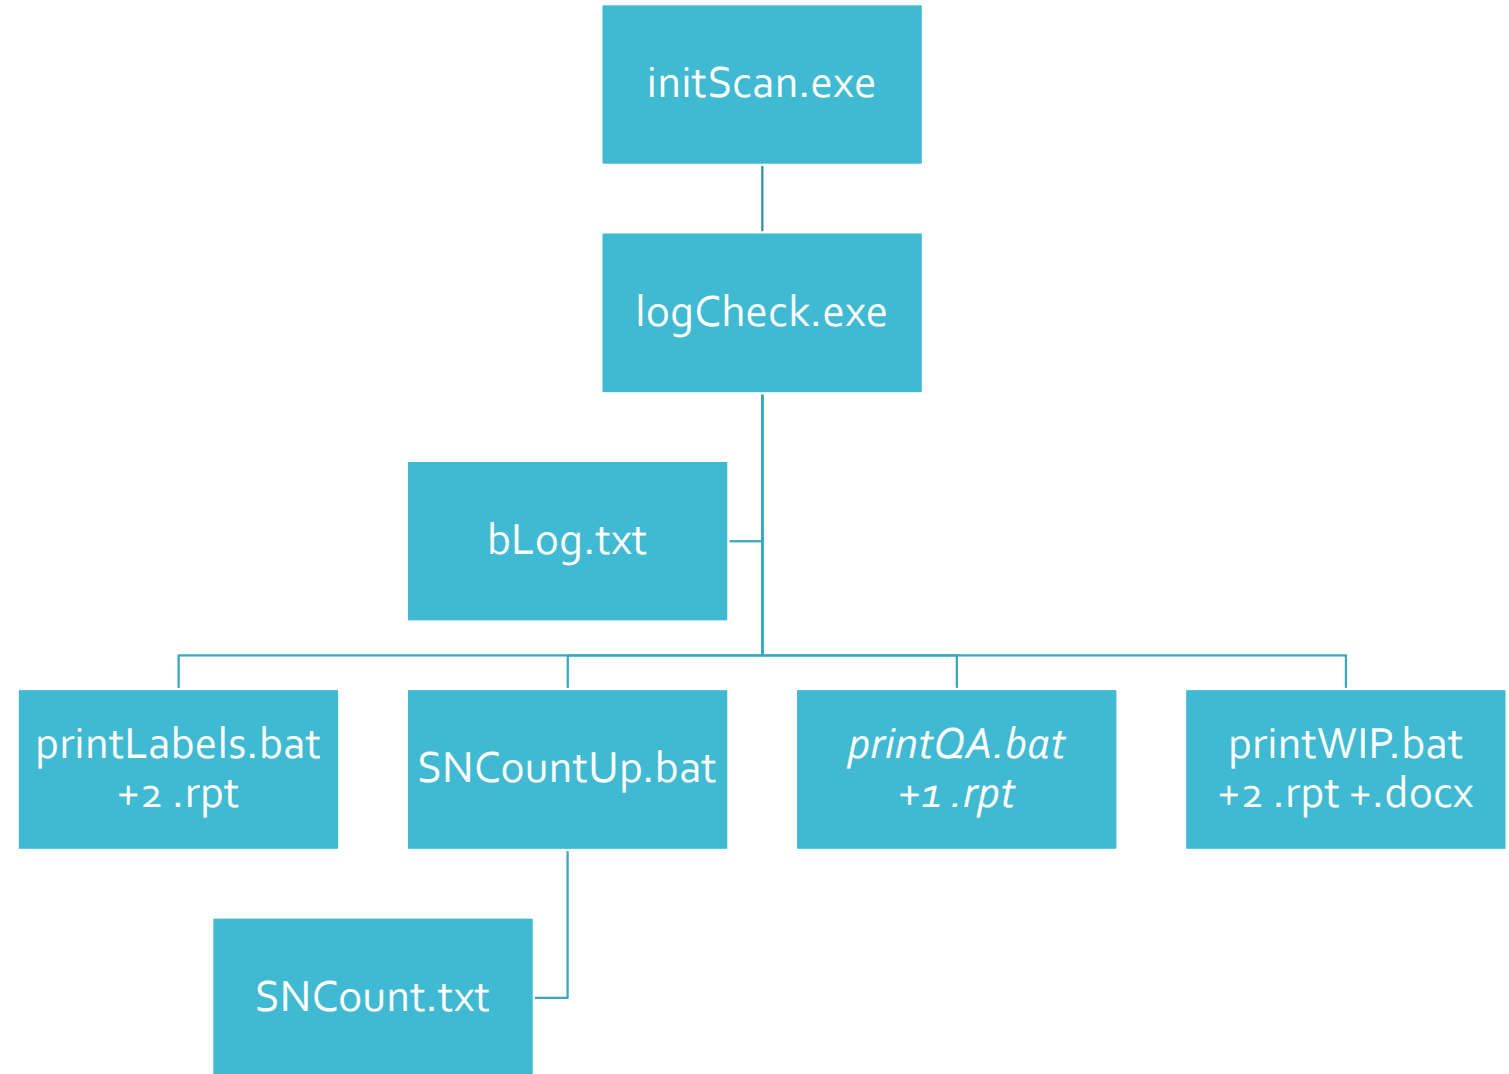 initScan.exe
logCheck.exe
bLog.txt
printLabels.bat
+2 .rpt
SNCountUp.bat
printQA.bat
+1 .rpt
printWIP.bat
+2 .rpt +.docx
SNCount.txt